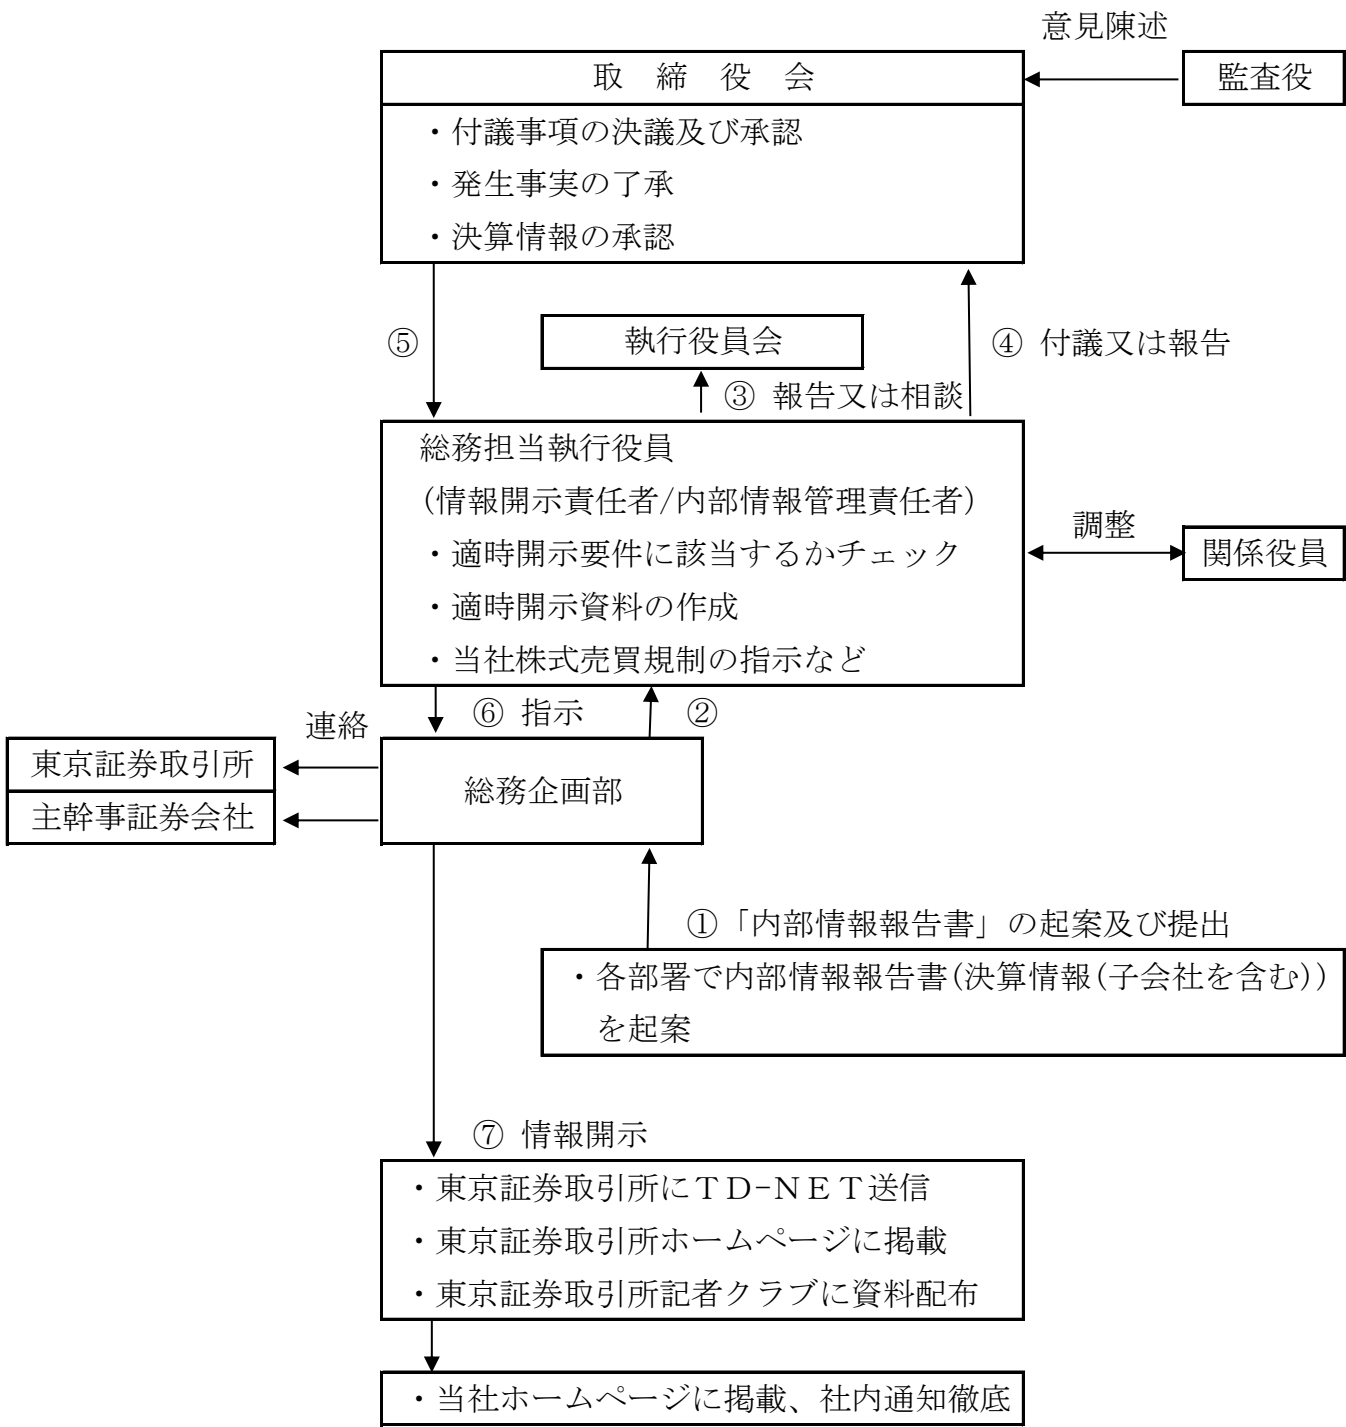 意見陳述
取 締 役 会
監査役
・付議事項の決議及び承認
・発生事実の了承
・決算情報の承認
⑤
執行役員会
④ 付議又は報告
③ 報告又は相談
総務担当執行役員
(情報開示責任者/内部情報管理責任者)
・適時開示要件に該当するかチェック
調整
関係役員
・適時開示資料の作成
・当社株式売買規制の指示など
⑥ 指示
②
連絡
東京証券取引所
総務企画部
主幹事証券会社
①「内部情報報告書」の起案及び提出
・各部署で内部情報報告書(決算情報(子会社を含む))
を起案
⑦ 情報開示
・東京証券取引所にＴＤ-ＮＥＴ送信
・東京証券取引所ホームページに掲載
・東京証券取引所記者クラブに資料配布
・当社ホームページに掲載、社内通知徹底